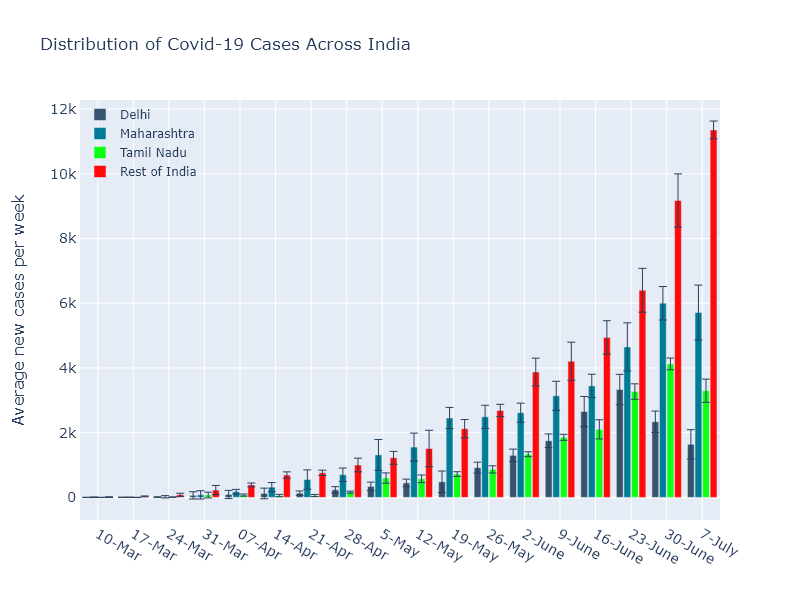 Distribution of Covid-19 Cases Across India
Delhi
Maharashtra
Tamil Nadu
Rest of India
Average new cases per week
12k
10k
8k
6k
4k
2k
0
10-Mar
17-Mar
24-Mar
31-Mar
07-Apr
14-Apr
21-Apr
28-Apr
5-May
12-May
19-May
26-May
2-June
9-June
16-June
23-June
30-June
7-July